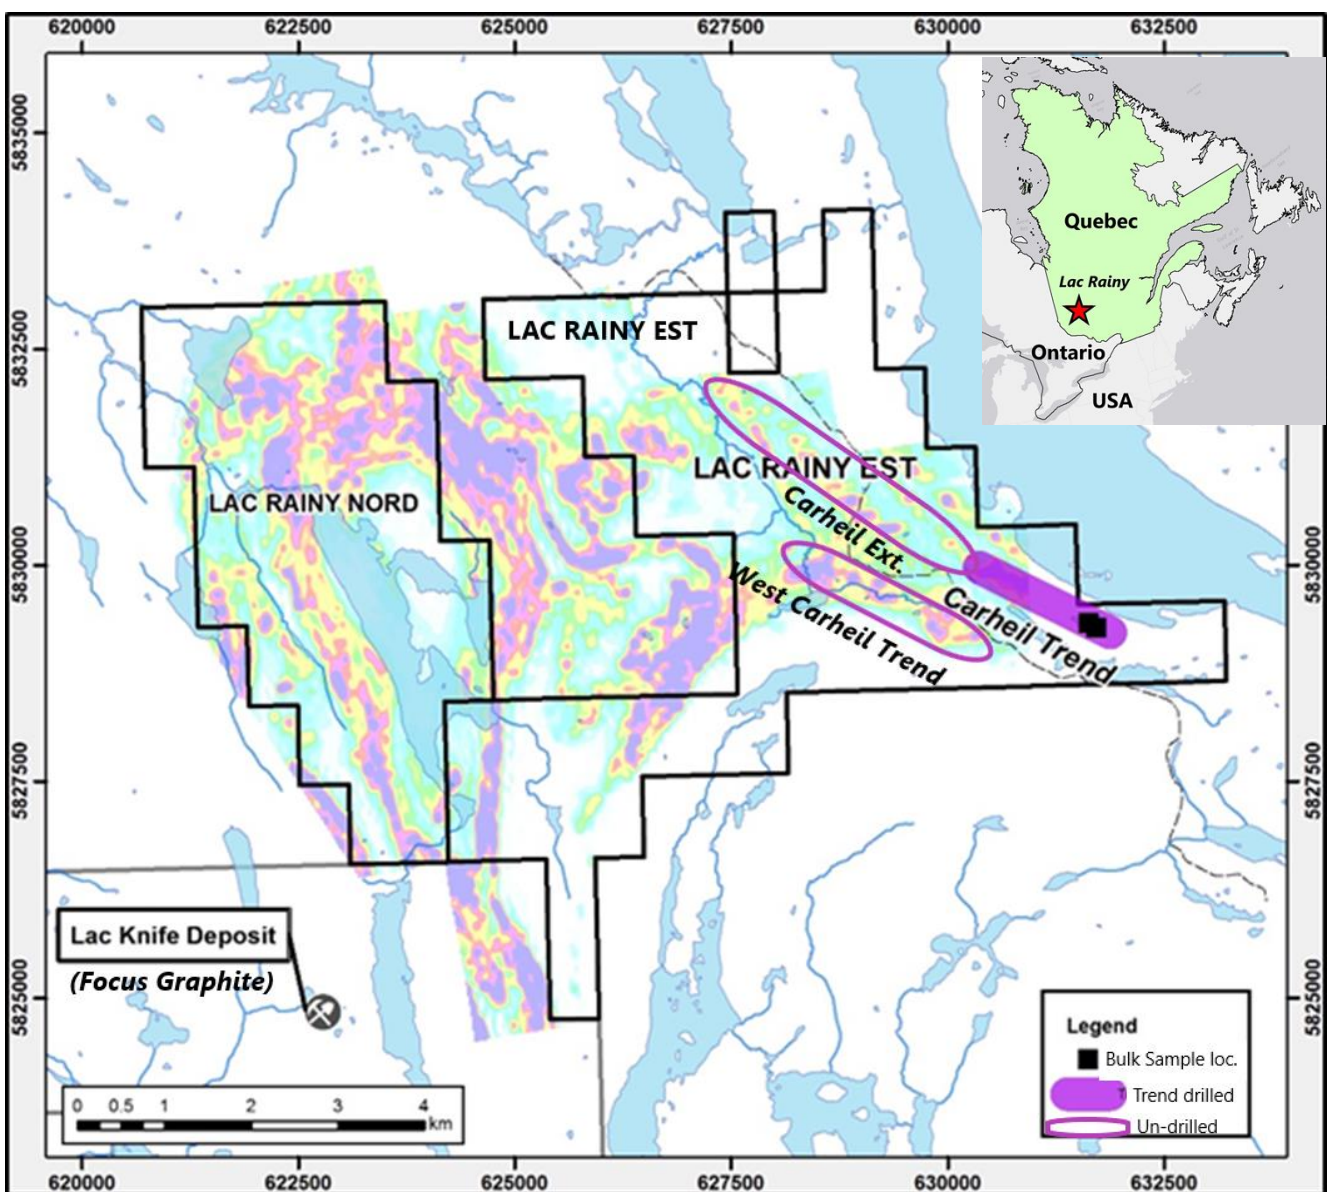 620000 622500 625000 627500 630000 632500
5835000
5832500
5830000
5827500
5825000
Quebec
Lac Rainy
Ontario
USA
LAC RAINY EST
LAC RAINY EST
LAC RAINY NORD
Carheil Ext.
West Carheil Trend
Carheil Trend
5830000
5827500
5825000
Lac Knife Deposit
(Focus Graphite)
Legend
Bulk Sample loc.
Trend drilled
Un-drilled
0 0.5 1 2 3 4
km
620000 622500 625000 627500 630000 632500